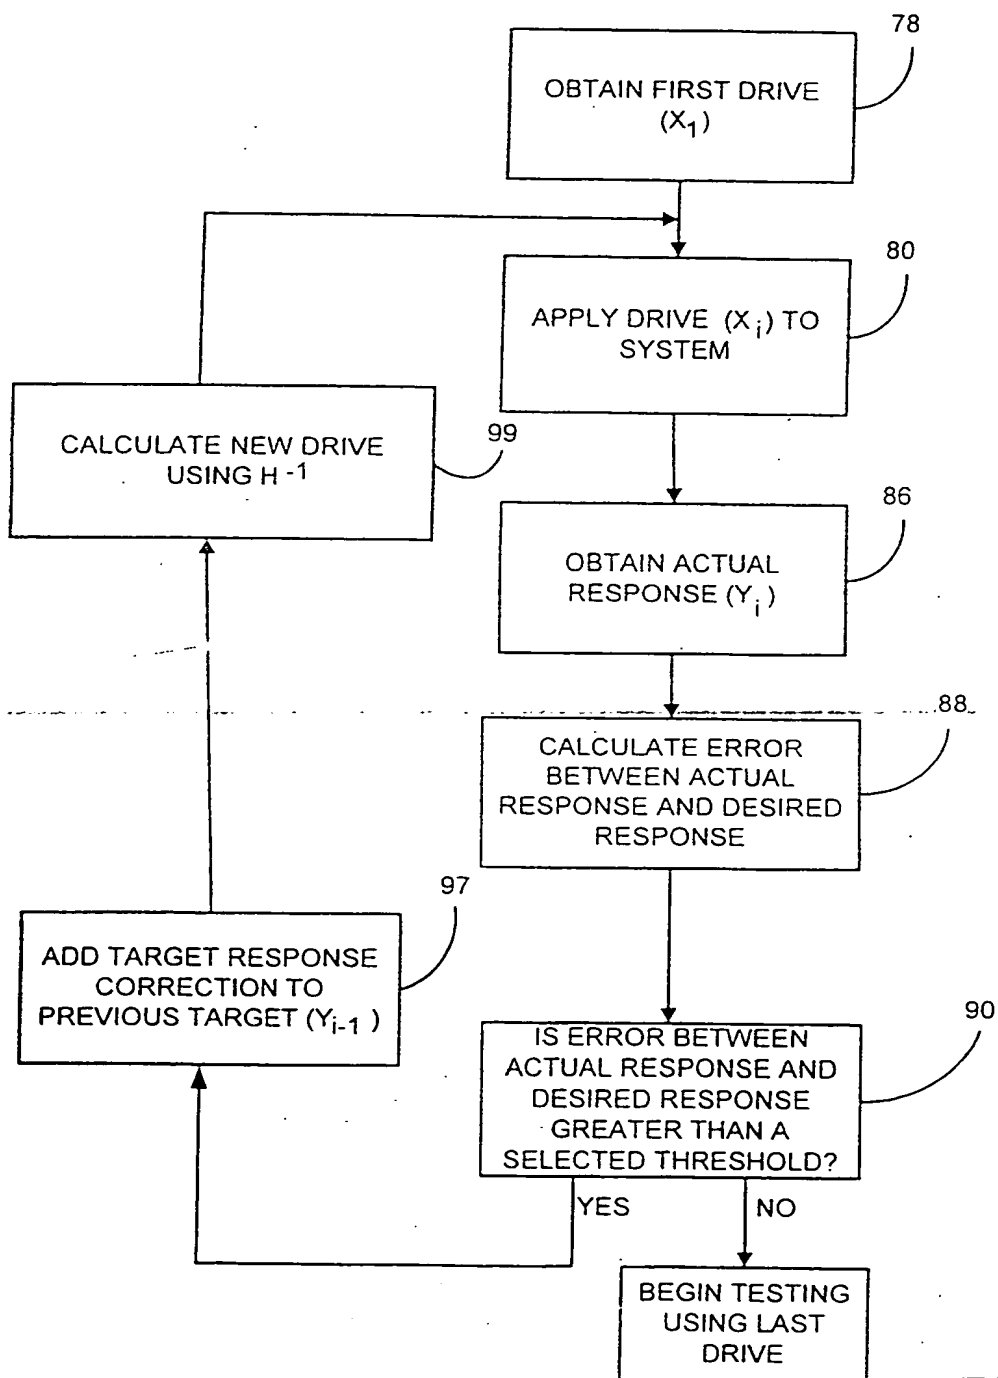 78
OBTAIN FIRST DRIVE
(X1)
80
APPLY DRIVE (Xi) TO
SYSTEM
CALCULATE NEW DRIVE
USING H -1
99
86
OBTAIN ACTUAL
RESPONSE (Yi)
88
CALCULATE ERROR
BETWEEN ACTUAL
RESPONSE AND DESIRED
RESPONSE
97
ADD TARGET RESPONSE
CORRECTION TO
PREVIOUS TARGET (Yi-1)
90
IS ERROR BETWEEN
ACTUAL RESPONSE AND
DESIRED RESPONSE
GREATER THAN A
SELECTED THRESHOLD?
YES
NO
BEGIN TESTING
USING LAST
DRIVE